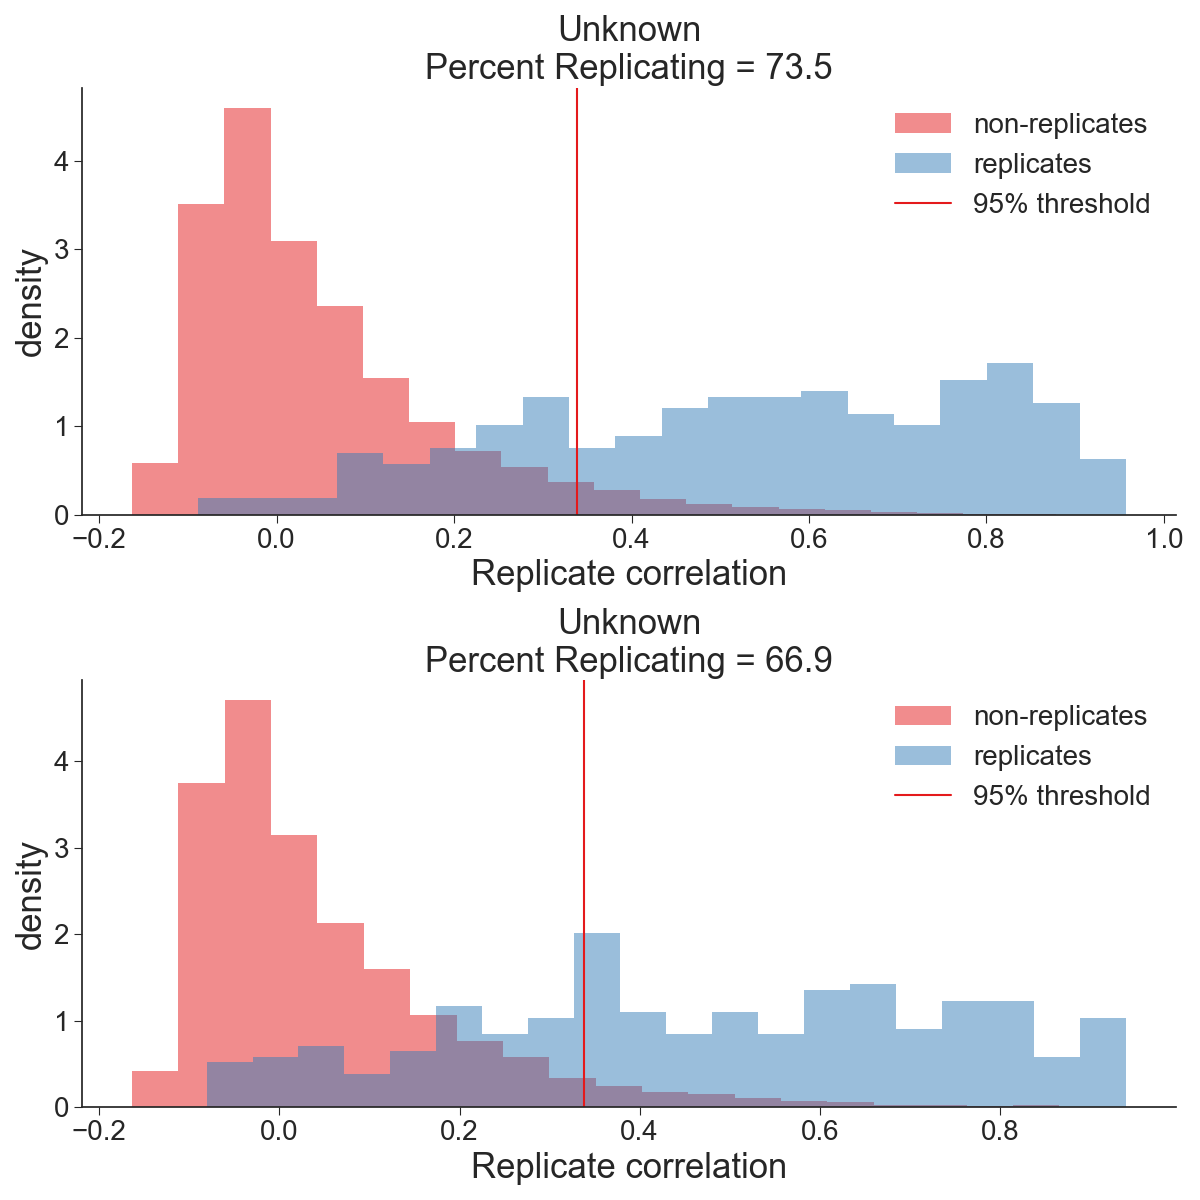 Unknown
Percent Replicating = 73.5
non-replicates
replicates
95% threshold
density
4
3
2
1
0
−0.2
0.0
0.2
0.4
0.6
0.8
1.0
Replicate correlation
Unknown
Percent Replicating = 66.9
non-replicates
replicates
95% threshold
density
4
3
2
1
0
−0.2
0.0
0.2
0.4
0.6
0.8
Replicate correlation